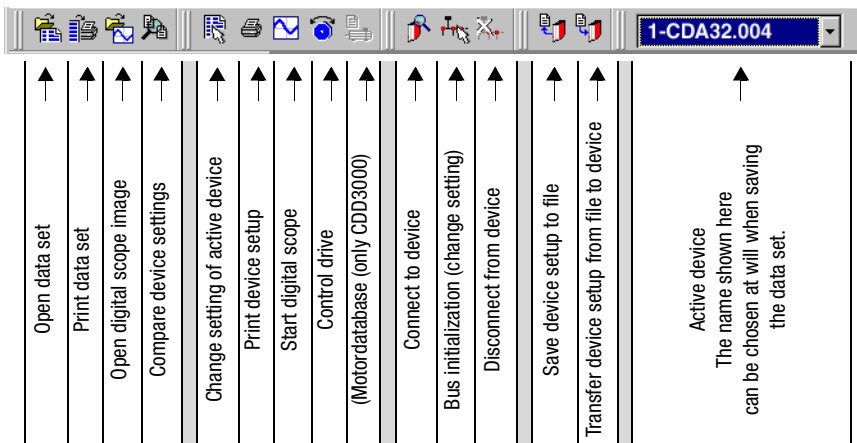 1-CDA32.004
Open data set
Print data set
Open digital scope image
Compare device settings
Change setting of active device
Print device setup
Start digital scope
Control drive
(Motordatabase (only CDD3000)
Connect to device
Bus initialization (change setting)
Disconnect from device
Save device setup to file
Transfer device setup from file to device
Active device
The name shown here
can be chosen at will when saving
the data set.